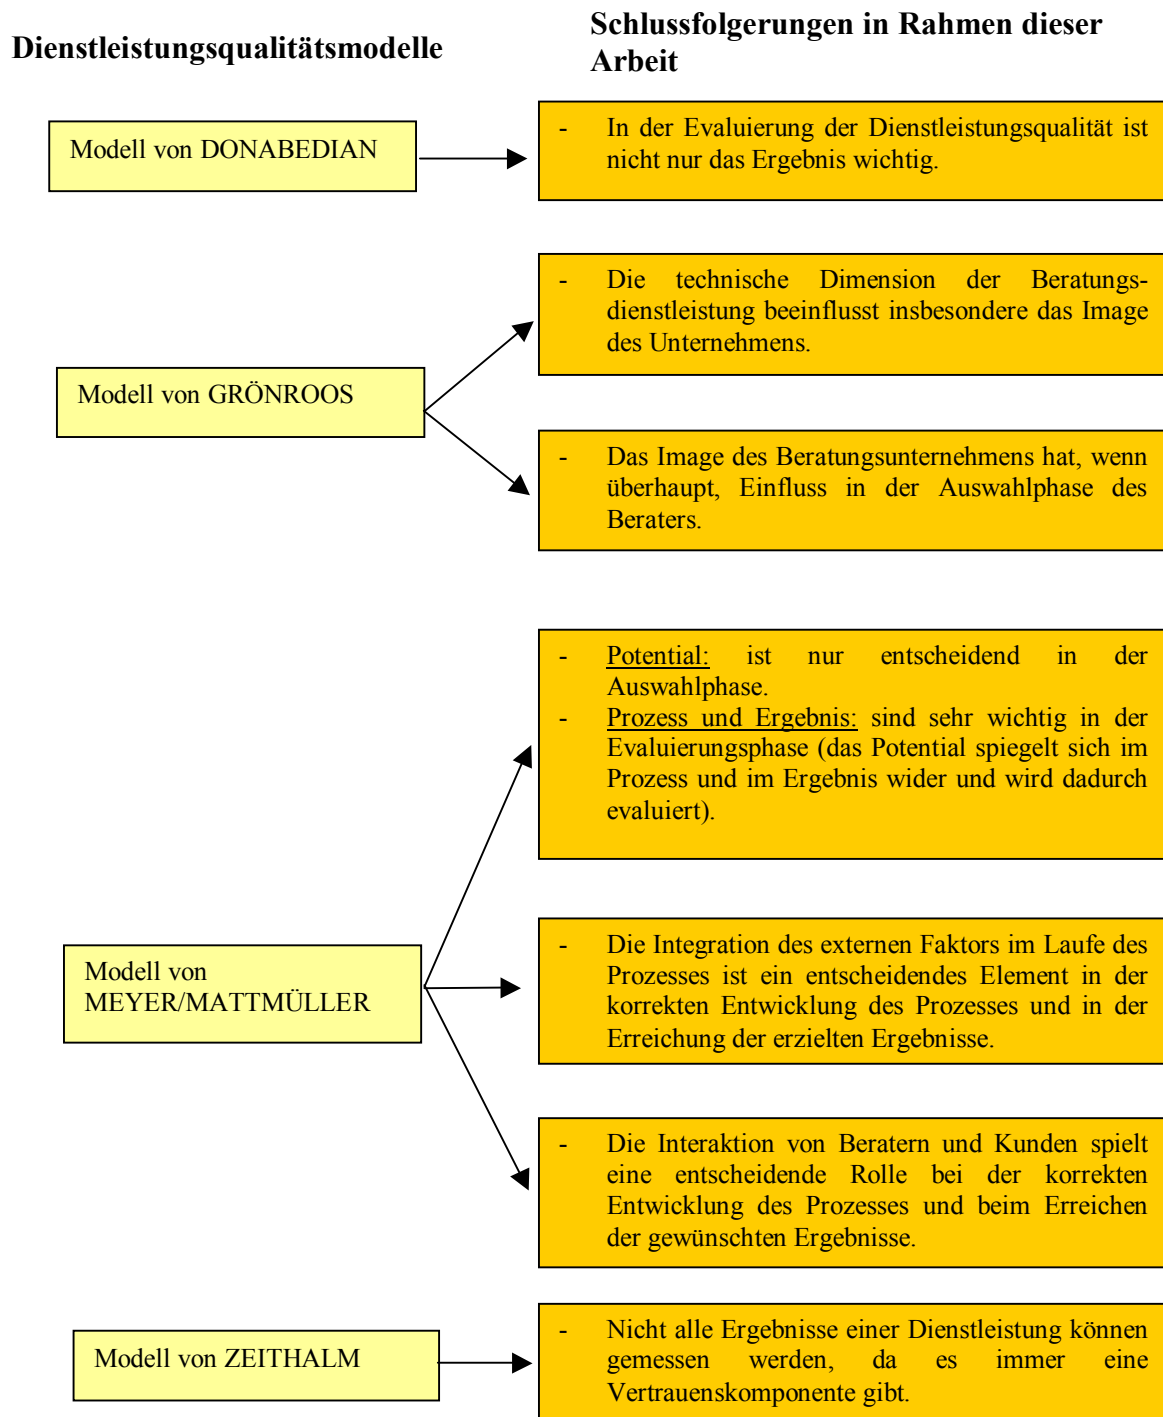 Dienstleistungsqualitätsmodelle
Schlussfolgerungen in Rahmen dieser
Arbeit
Modell von DONABEDIAN
- In der Evaluierung der Dienstleistungsqualität ist
nicht nur das Ergebnis wichtig.
Modell von GRÖNROOS
- Die technische Dimension der Beratungs-
dienstleistung beeinflusst insbesondere das Image
des Unternehmens.
- Das Image des Beratungsunternehmens hat, wenn
überhaupt, Einfluss in der Auswahlphase des
Beraters.
Modell von
MEYER/MATTMÜLLER
- Potential: ist nur entscheidend in der
Auswahlphase.
- Prozess und Ergebnis: sind sehr wichtig in der
Evaluierungsphase (das Potential spiegelt sich im
Prozess und im Ergebnis wider und wird dadurch
evaluiert).
- Die Integration des externen Faktors im Laufe des
Prozesses ist ein entscheidendes Element in der
korrekten Entwicklung des Prozesses und in der
Erreichung der erzielten Ergebnisse.
- Die Interaktion von Beratern und Kunden spielt
eine entscheidende Rolle bei der korrekten
Entwicklung des Prozesses und beim Erreichen
der gewünschten Ergebnisse.
Modell von ZEITHALM
- Nicht alle Ergebnisse einer Dienstleistung können
gemessen werden, da es immer eine
Vertrauenskomponente gibt.